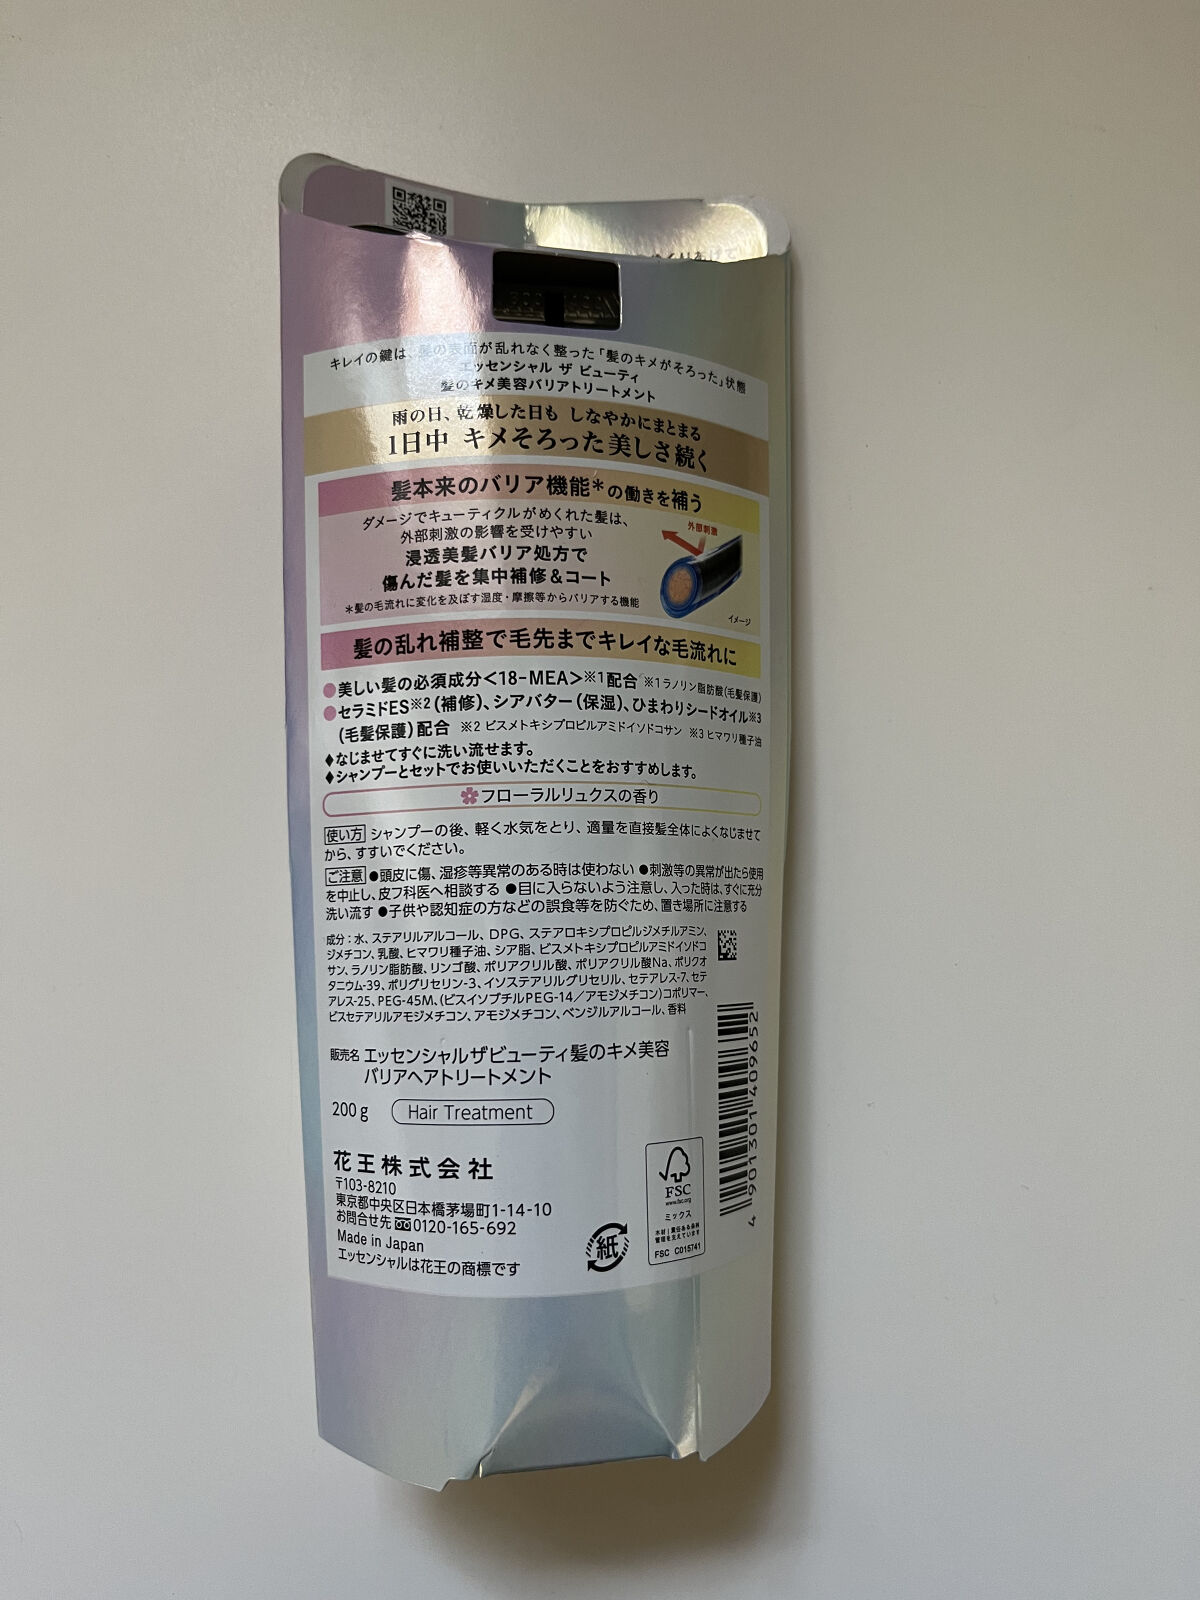 キレイの鍵は、髪の表面が乱れなく整った「髪のキメがそろった」状態
エッセンシャル ザ ビューティ
髪のキメ美容バリアトリートメント
雨の日、乾燥した日も しなやかにまとまる
1日中 キメそろった美しさ続く
髪本来のバリア機能*の働きを補う
ダメージでキューティクルがめくれた髪は、
外部刺激の影響を受けやすい
浸透美髪バリア処方で
傷んだ髪を集中補修&コート
*髪の毛流れに変化を及ぼす湿度・摩擦等からバリアする機能
外部刺激
イメージ
髪の乱れ補整で毛先までキレイな毛流れに
●美しい髪の必須成分<18-MEA>※1配合 ※1ラノリン脂肪酸(毛髪保護)
●セラミドES※2(補修)、シアバター(保湿)、ひまわりシードオイル※3
(毛髪保護)配合 ※2 ビスメトキシプロピルアミドイソドコサン ※3 ヒマワリ種子油
♦なじませてすぐに洗い流せます。
♦シャンプーとセットでお使いいただくことをおすすめします。
フローラルリュクスの香り
使い方 シャンプーの後、軽く水気をとり、適量を直接髪全体によくなじませて
から、すすいでください。
ご注意 ●頭皮に傷、湿疹等異常のある時は使わない ●刺激等の異常が出たら使用
を中止し、皮フ科医へ相談する ●目に入らないよう注意し、入った時は、すぐに充分
洗い流す ●子供や認知症の方などの誤食等を防ぐため、置き場所に注意する
成分：水、ステアリルアルコール、DPG、ステアロキシプロピルジメチルアミン、
ジメチコン、乳酸、ヒマワリ種子油、シア脂、ビスメトキシプロピルアミドイソドコ
サン、ラノリン脂肪酸、リンゴ酸、ポリアクリル酸、ポリアクリル酸Na、ポリクオ
タニウム-39、ポリグリセリン-3、イソステアリルグリセリル、セテアレス-7、セテ
アレス-25、PEG-45M、(ビスイソブチルPEG-14／アモジメチコン)コポリマー、
ビスセテアリルアモジメチコン、アモジメチコン、ベンジルアルコール、香料
販売名 エッセンシャルザビューティ髪のキメ美容
バリアヘアトリートメント
200g Hair Treatment
花王株式会社
〒103-8210
東京都中央区日本橋茅場町1-14-10
お問合せ先 0120-165-692
Made in Japan
エッセンシャルは花王の商標です
紙
FSC
www.fsc.org
ミックス
木材｜責任ある森林
管理を支えています
FSC C015741
4 901301 409652